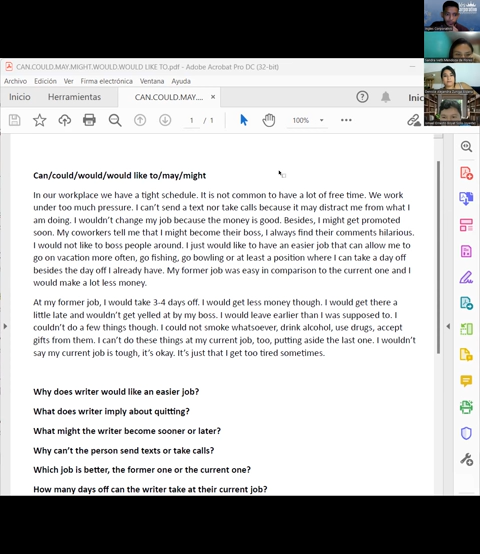 CAN.COULD.MAY.MIGHT.WOULD.WOULD LIKE TO.pdf - Adobe Acrobat Pro DC (32-bit)
Archivo Edición Ver Firma electrónica Ventana Ayuda
Inicio Herramientas CAN.COULD.MAY.... ×
1 / 1 100%
Can/could/would/would like to/may/might
In our workplace we have a tight schedule. It is not common to have a lot of free time. We work
under too much pressure. I can't send a text nor take calls because it may distract me from what I
am doing. I wouldn't change my job because the money is good. Besides, I might get promoted
soon. My coworkers tell me that I might become their boss, I always find their comments hilarious.
I would not like to boss people around. I just would like to have an easier job that can allow me to
go on vacation more often, go fishing, go bowling or at least a position where I can take a day off
besides the day off I already have. My former job was easy in comparison to the current one and I
would make a lot less money.
At my former job, I would take 3-4 days off. I would get less money though. I would get there a
little late and wouldn't get yelled at by my boss. I would leave earlier than I was supposed to. I
couldn't do a few things though. I could not smoke whatsoever, drink alcohol, use drugs, accept
gifts from them. I can't do these things at my current job, too, putting aside the last one. I wouldn't
say my current job is tough, it's okay. It's just that I get too tired sometimes.
Why does writer would like an easier job?
What does writer imply about quitting?
What might the writer become sooner or later?
Why can't the person send texts or take calls?
Which job is better, the former one or the current one?
How many days off can the writer take at their current job?